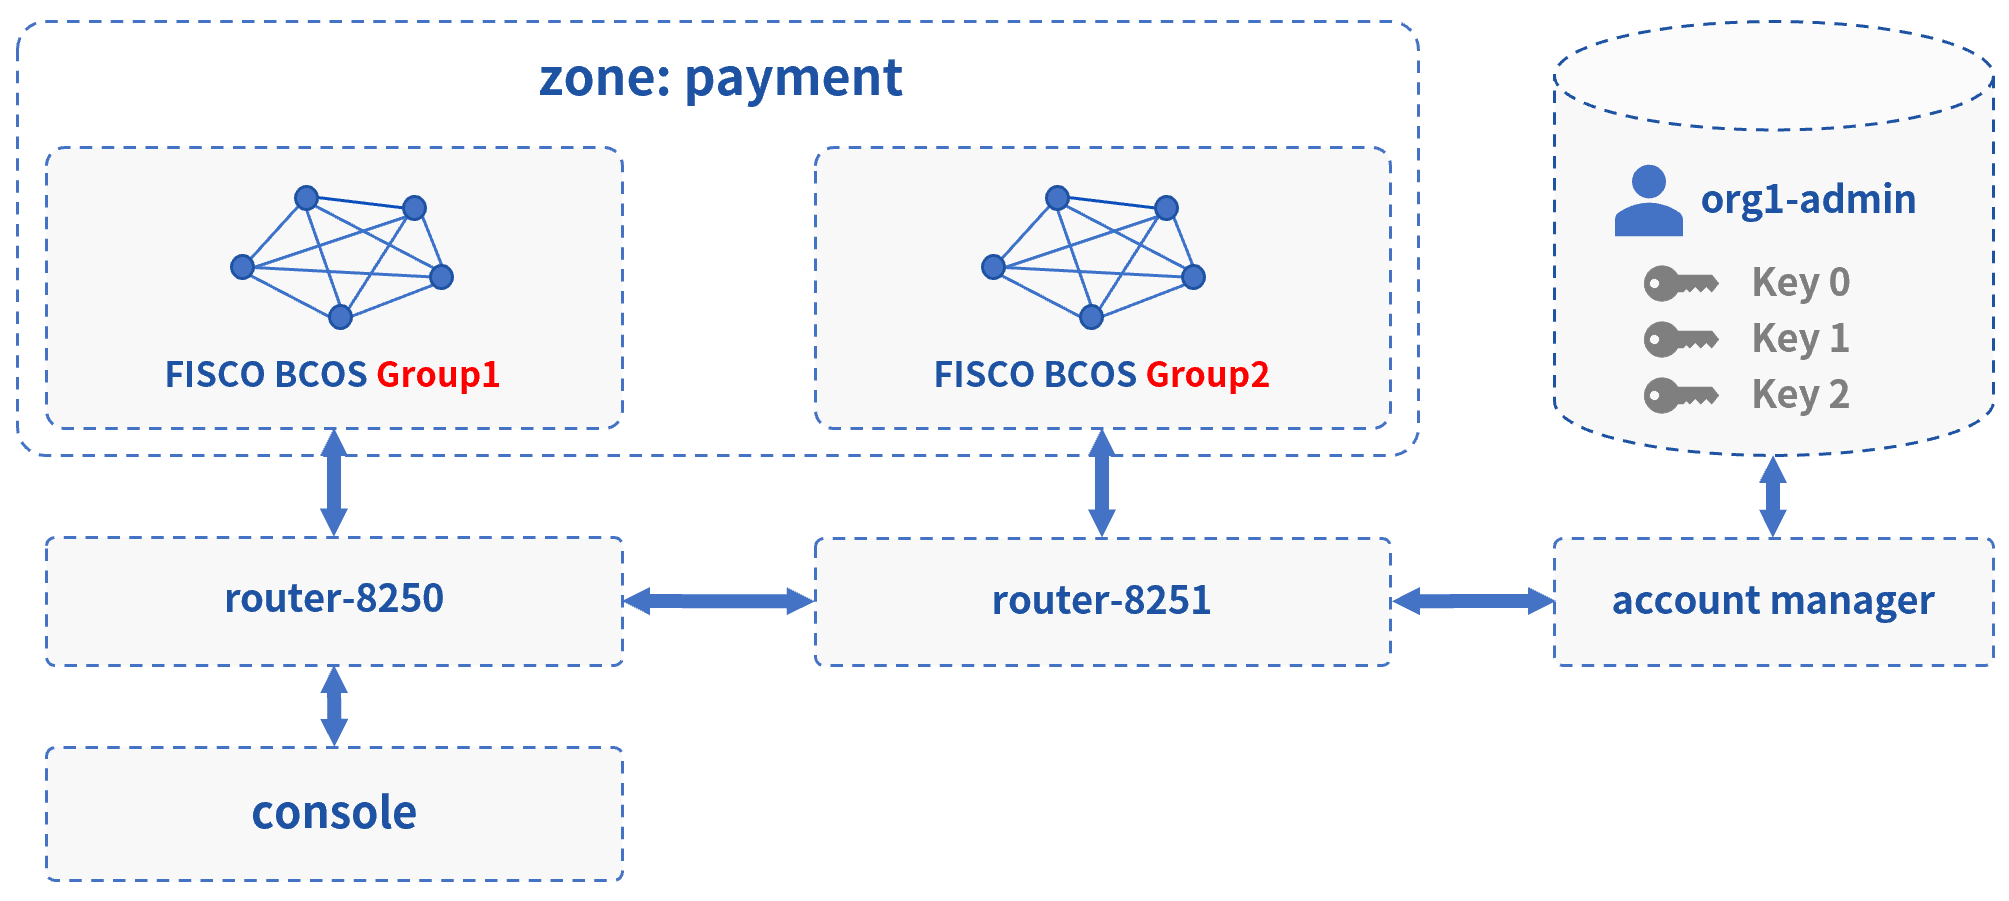 zone: payment
FISCO BCOS Group1
FISCO BCOS Group2
org1-admin
Key 0
Key 1
Key 2
router-8250
router-8251
account manager
console